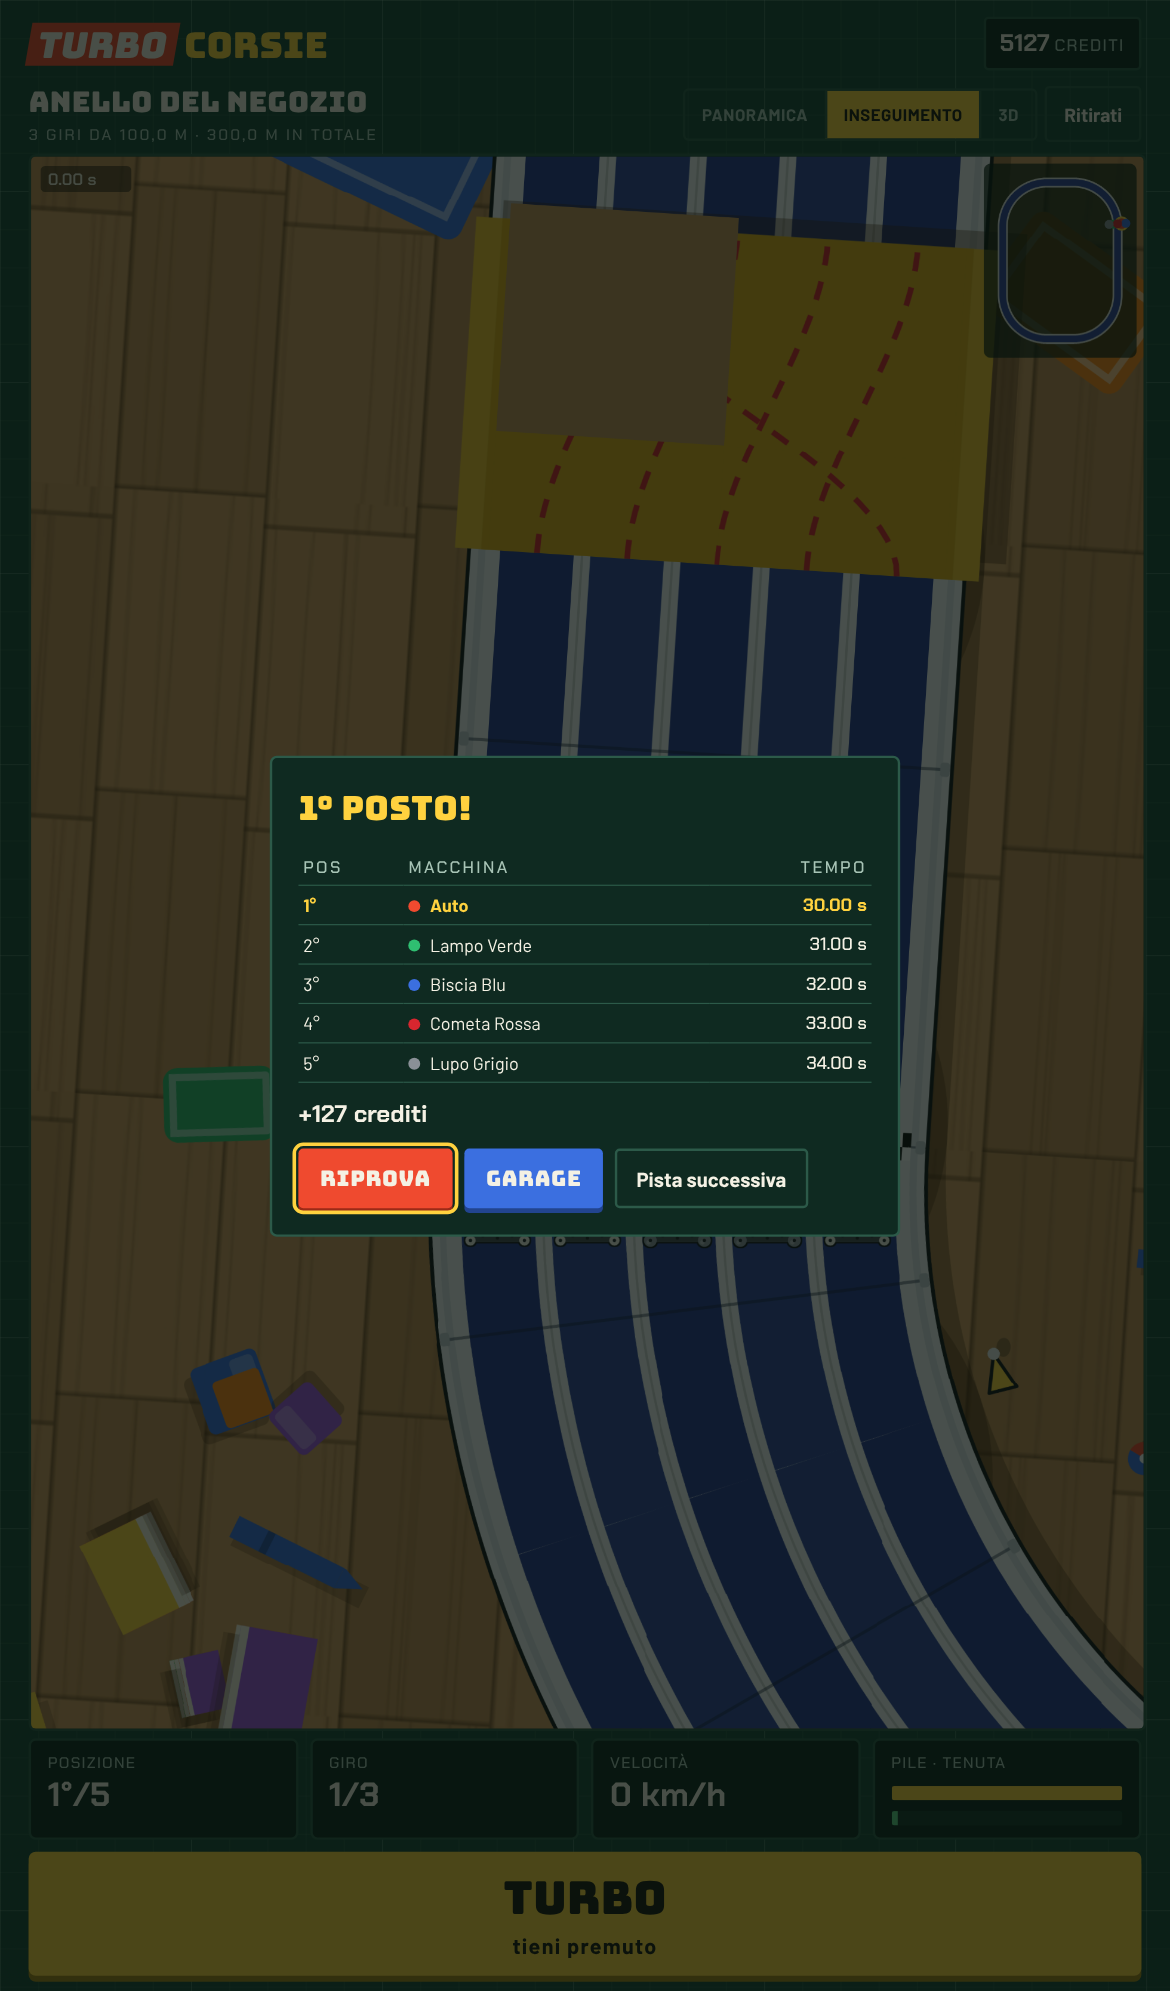 TURBO CORSIE
5127 CREDITI
ANELLO DEL NEGOZIO
3 GIRI DA 100,0 M · 300,0 M IN TOTALE
PANORAMICA INSEGUIMENTO 3D Ritirati
0.00 s
1º POSTO!
POS MACCHINA TEMPO
1° Auto 30.00 s
2° Lampo Verde 31.00 s
3° Biscia Blu 32.00 s
4° Cometa Rossa 33.00 s
5° Lupo Grigio 34.00 s
+127 crediti
RIPROVA GARAGE Pista successiva
POSIZIONE GIRO VELOCITÀ PILE · TENUTA
1°/5 1/3 0 km/h
TURBO
tieni premuto